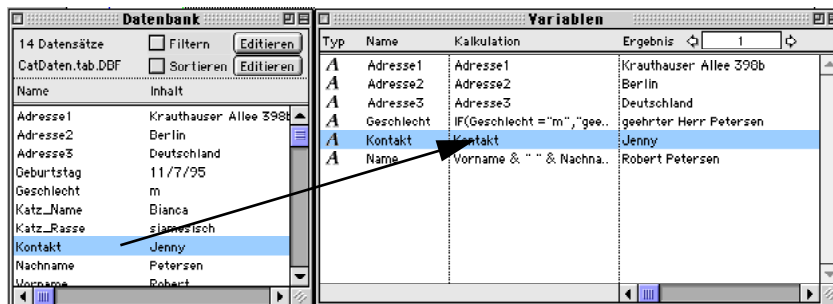 Datenbank
14 Datensätze Filtern Editieren
CatDaten.tab.DBF Sortieren Editieren
Name Inhalt
Adresse1 Krauthauser Allee 398b
Adresse2 Berlin
Adresse3 Deutschland
Geburtstag 11/7/95
Geschlecht m
Katz_Name Bianca
Katz_Rasse siamesisch
Kontakt Jenny
Nachname Petersen
Vorname Robert
Variablen
Typ Name Kalkulation Ergebnis 1
A Adresse1 Adresse1 Krauthauser Allee 398b
A Adresse2 Adresse2 Berlin
A Adresse3 Adresse3 Deutschland
A Geschlecht IF(Geschlecht ="m","gee.. geehrter Herr Petersen
A Kontakt Kontakt Jenny
A Name Vorname & " " & Nachna.. Robert Petersen